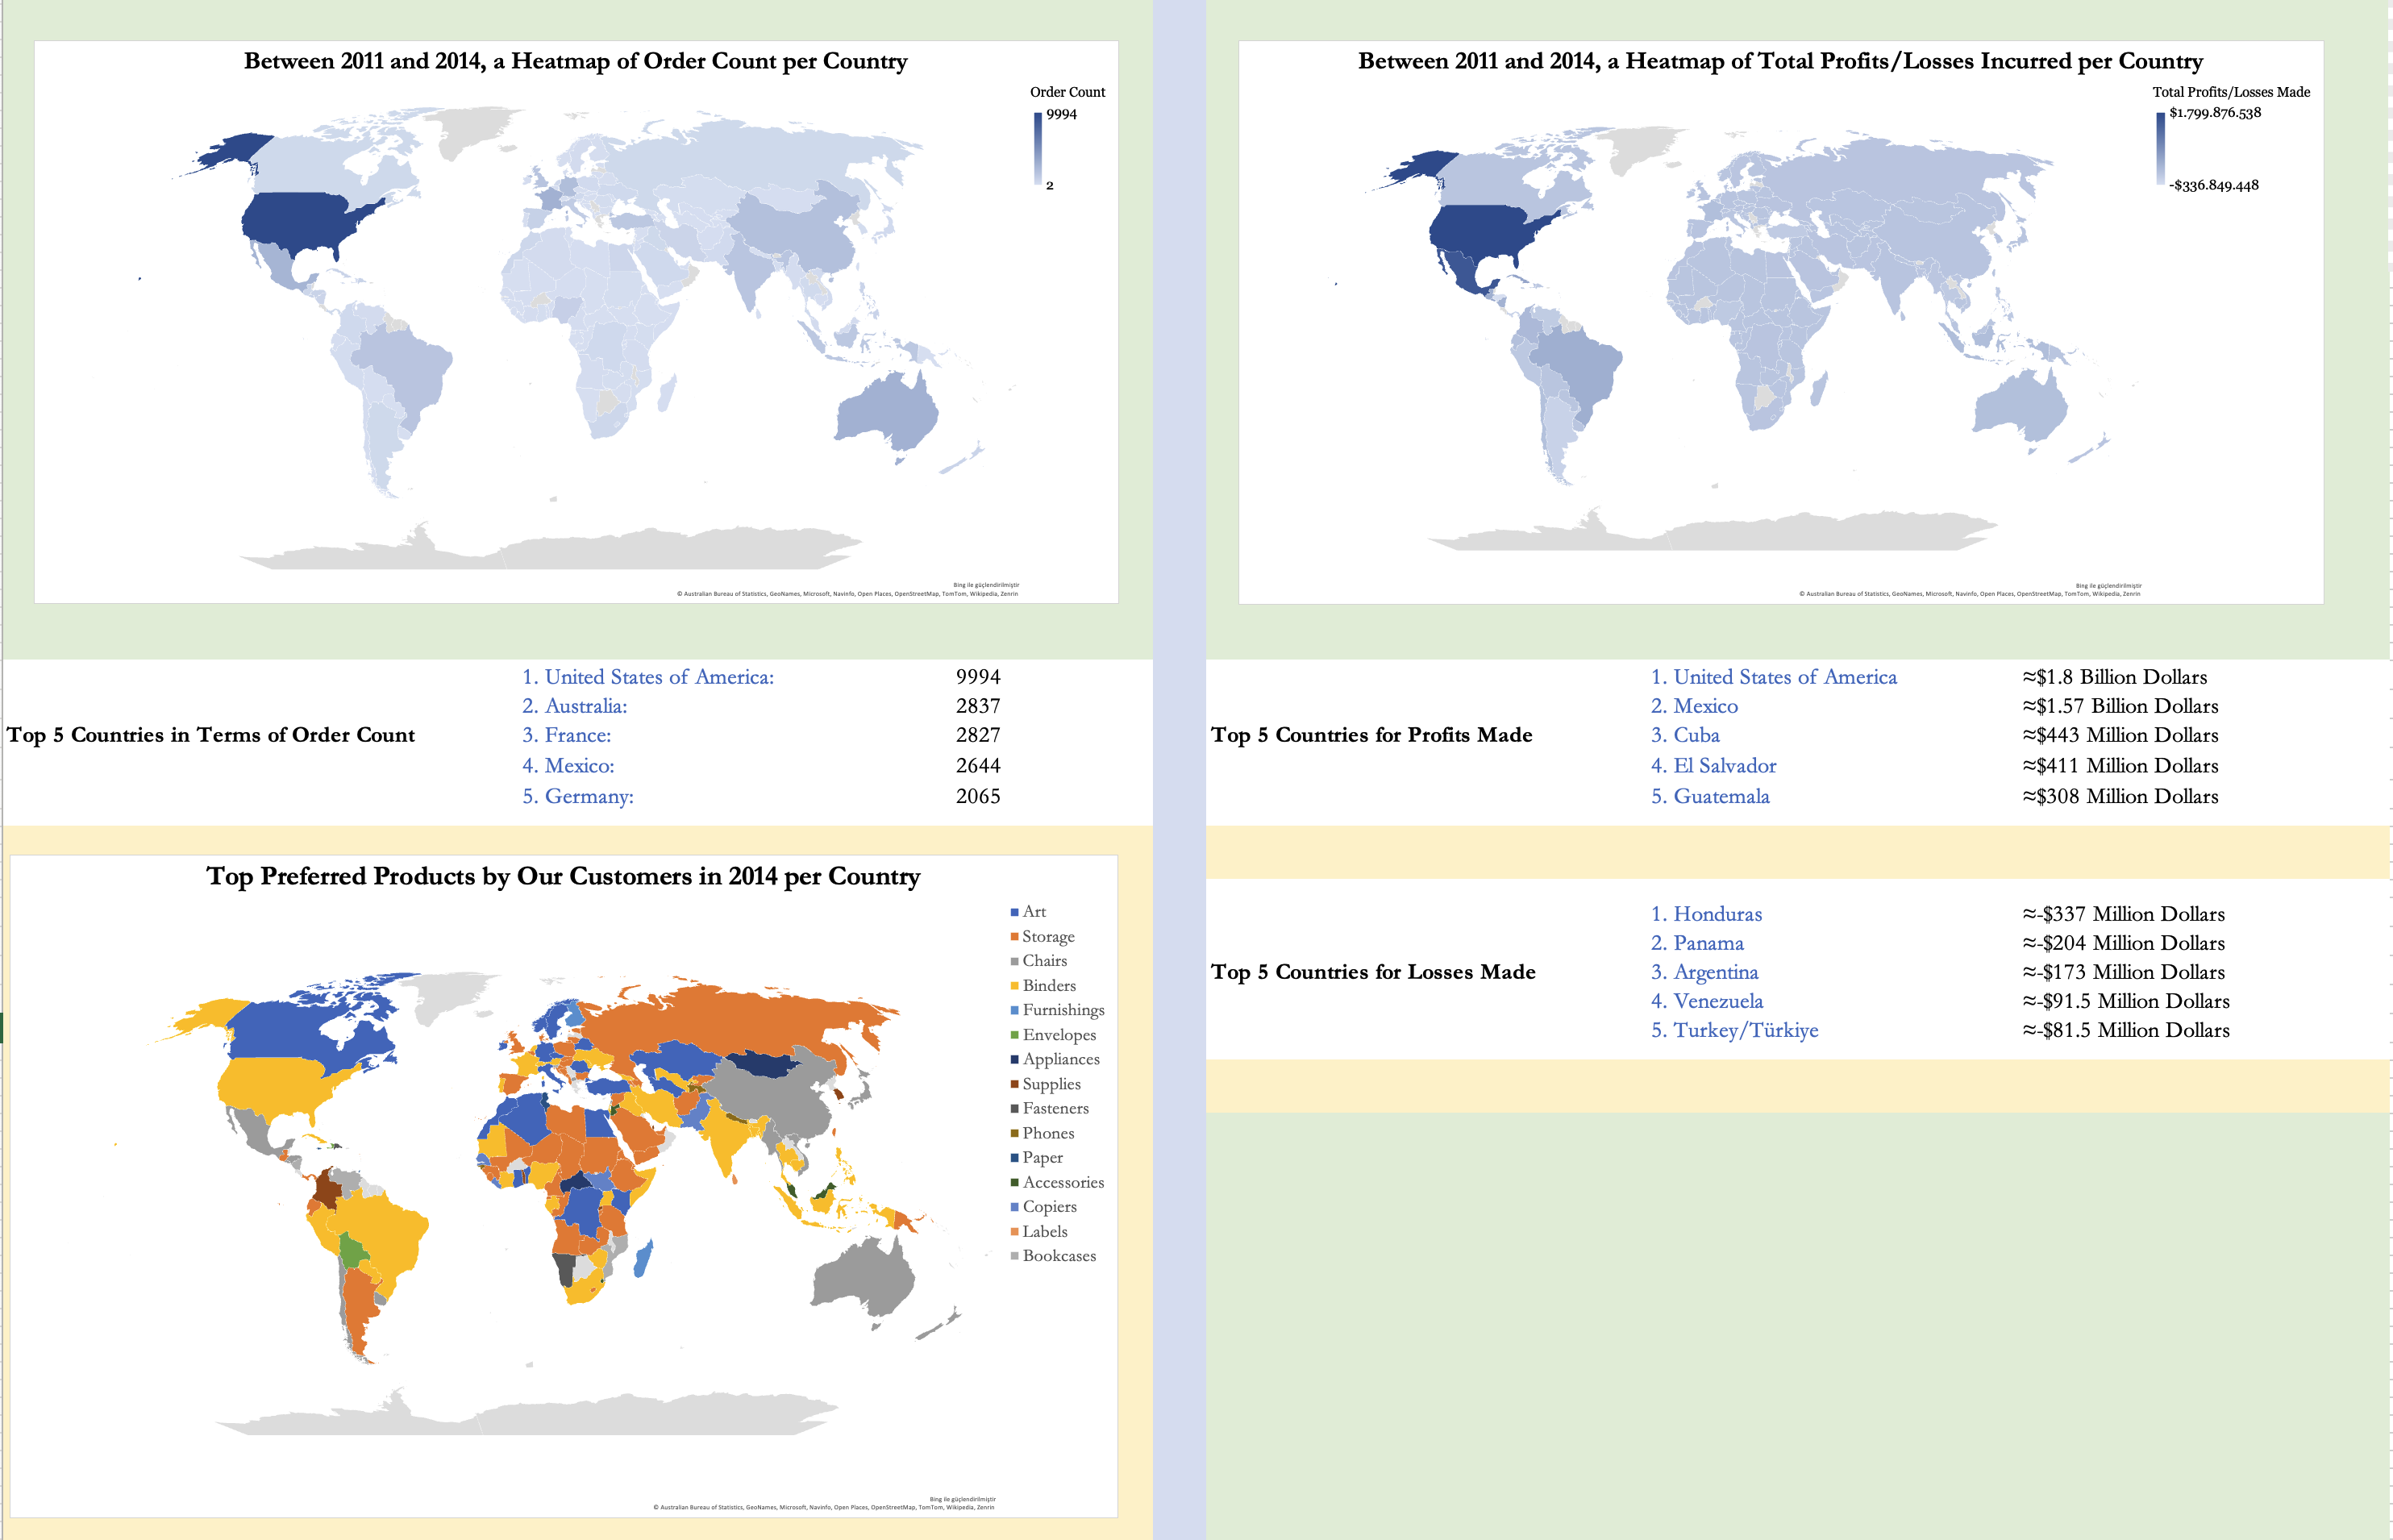 Between 2011 and 2014, a Heatmap of Order Count per Country
Order Count
9994
2
Bing ile güçlendirilmiştir
© Australian Bureau of Statistics, GeoNames, Microsoft, Navinfo, Open Places, OpenStreetMap, TomTom, Wikipedia, Zenrin
Between 2011 and 2014, a Heatmap of Total Profits/Losses Incurred per Country
Total Profits/Losses Made
$1.799.876.538
-$336.849.448
Bing ile güçlendirilmiştir
© Australian Bureau of Statistics, GeoNames, Microsoft, Navinfo, Open Places, OpenStreetMap, TomTom, Wikipedia, Zenrin
Top 5 Countries in Terms of Order Count
1. United States of America: 9994
2. Australia: 2837
3. France: 2827
4. Mexico: 2644
5. Germany: 2065
Top 5 Countries for Profits Made
1. United States of America ≈$1.8 Billion Dollars
2. Mexico ≈$1.57 Billion Dollars
3. Cuba ≈$443 Million Dollars
4. El Salvador ≈$411 Million Dollars
5. Guatemala ≈$308 Million Dollars
Top Preferred Products by Our Customers in 2014 per Country
Art
Storage
Chairs
Binders
Furnishings
Envelopes
Appliances
Supplies
Fasteners
Phones
Paper
Accessories
Copiers
Labels
Bookcases
Bing ile güçlendirilmiştir
© Australian Bureau of Statistics, GeoNames, Microsoft, Navinfo, Open Places, OpenStreetMap, TomTom, Wikipedia, Zenrin
Top 5 Countries for Losses Made
1. Honduras ≈-$337 Million Dollars
2. Panama ≈-$204 Million Dollars
3. Argentina ≈-$173 Million Dollars
4. Venezuela ≈-$91.5 Million Dollars
5. Turkey/Türkiye ≈-$81.5 Million Dollars